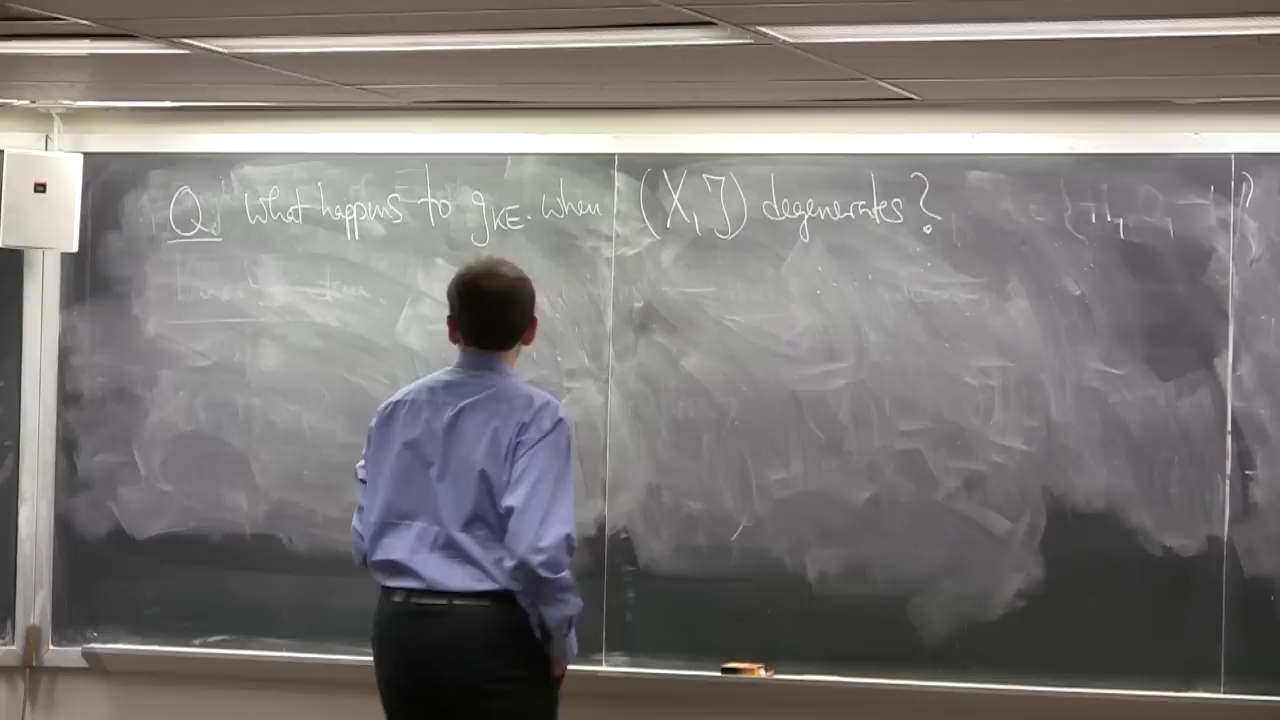 Q. What happens to g_KE. when (X, J) degenerates?